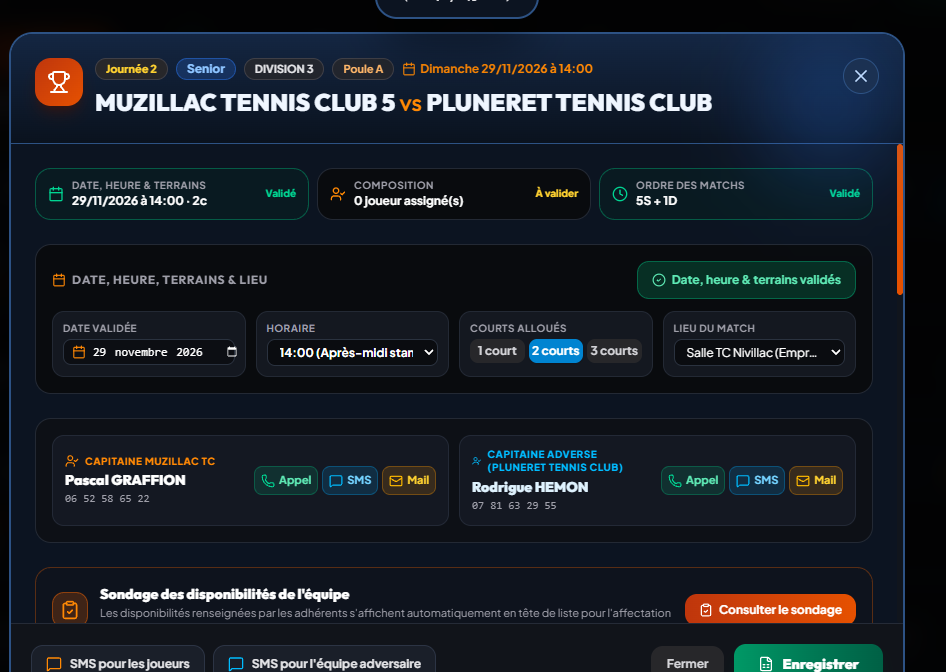 Journée 2 Senior DIVISION 3 Poule A Dimanche 29/11/2026 à 14:00
MUZILLAC TENNIS CLUB 5 vs PLUNERET TENNIS CLUB
DATE, HEURE & TERRAINS
29/11/2026 à 14:00 · 2c
Validé
COMPOSITION
0 joueur assigné(s)
À valider
ORDRE DES MATCHS
5S + 1D
Validé
DATE, HEURE, TERRAINS & LIEU
Date, heure & terrains validés
DATE VALIDÉE
29 novembre 2026
HORAIRE
14:00 (Après-midi stan
COURTS ALLOUÉS
1 court 2 courts 3 courts
LIEU DU MATCH
Salle TC Nivillac (Empr...
CAPITAINE MUZILLAC TC
Pascal GRAFFION
06 52 58 65 22
Appel SMS Mail
CAPITAINE ADVERSE
(PLUNERET TENNIS CLUB)
Rodrigue HEMON
07 81 63 29 55
Appel SMS Mail
Sondage des disponibilités de l'équipe
Les disponibilités renseignées par les adhérents s'affichent automatiquement en tête de liste pour l'affectation
Consulter le sondage
SMS pour les joueurs
SMS pour l'équipe adversaire
Fermer
Enregistrer